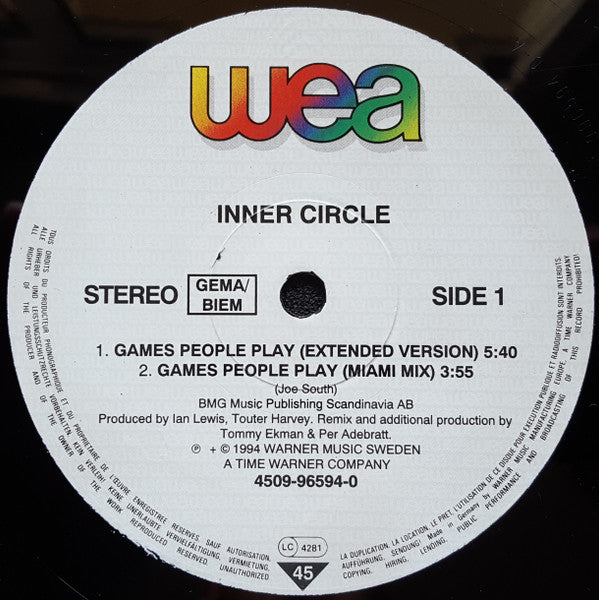 wea
INNER CIRCLE
STEREO
GEMA/
BIEM
SIDE 1
1. GAMES PEOPLE PLAY (EXTENDED VERSION) 5:40
2. GAMES PEOPLE PLAY (MIAMI MIX) 3:55
(Joe South)
BMG Music Publishing Scandinavia AB
Produced by Ian Lewis, Touter Harvey. Remix and additional production by
Tommy Ekman & Per Adebratt.
℗ + © 1994 WARNER MUSIC SWEDEN
A TIME WARNER COMPANY
4509-96594-0
LC 4281
45
TOUS DROITS DU PRODUCTEUR PHONOGRAPHIQUE ET DU PROPRIETAIRE DE L'ŒUVRE ENREGISTREE RESERVES. SAUF AUTORISATION, LA DUPLICATION, LA LOCATION, LE PRET, L'UTILISATION DE CE DISQUE POUR EXECUTION PUBLIQUE ET RADIODIFFUSION SONT INTERDITS.
ALLE URHEBER UND LEISTUNGSSCHUTZRECHTE VORBEHALTEN KEIN VERLEIH! KEINE UNERLAUBTE VERVIELFÄLTIGUNG, VERMIETUNG, AUFFÜHRUNG, SENDUNG! Made in Germany by WARNER MUSIC MANUFACTURING EUROPE. A TIME WARNER COMPANY
ALL RIGHTS OF THE PRODUCER AND OF THE OWNER OF THE WORK REPRODUCED RESERVED. UNAUTHORIZED COPYING, HIRING, LENDING, PUBLIC PERFORMANCE AND BROADCASTING OF THIS RECORD PROHIBITED!